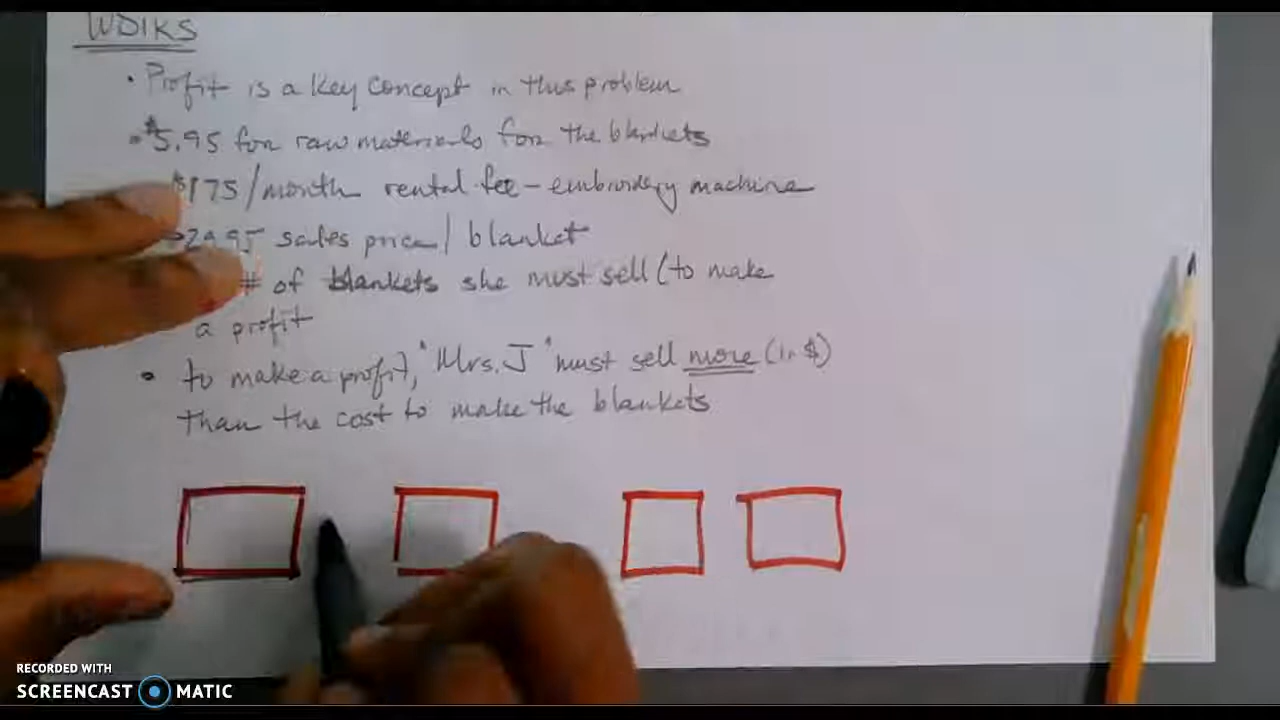 WDIKS
• Profit is a key concept in this problem
• $5.95 for raw materials for the blankets
$175/month rental fee - embroidery machine
29.95 sales price/blanket
# of blankets she must sell (to make
a profit
• to make a profit, "Mrs. J" must sell more (in $)
than the cost to make the blankets
RECORDED WITH
SCREENCAST MATIC